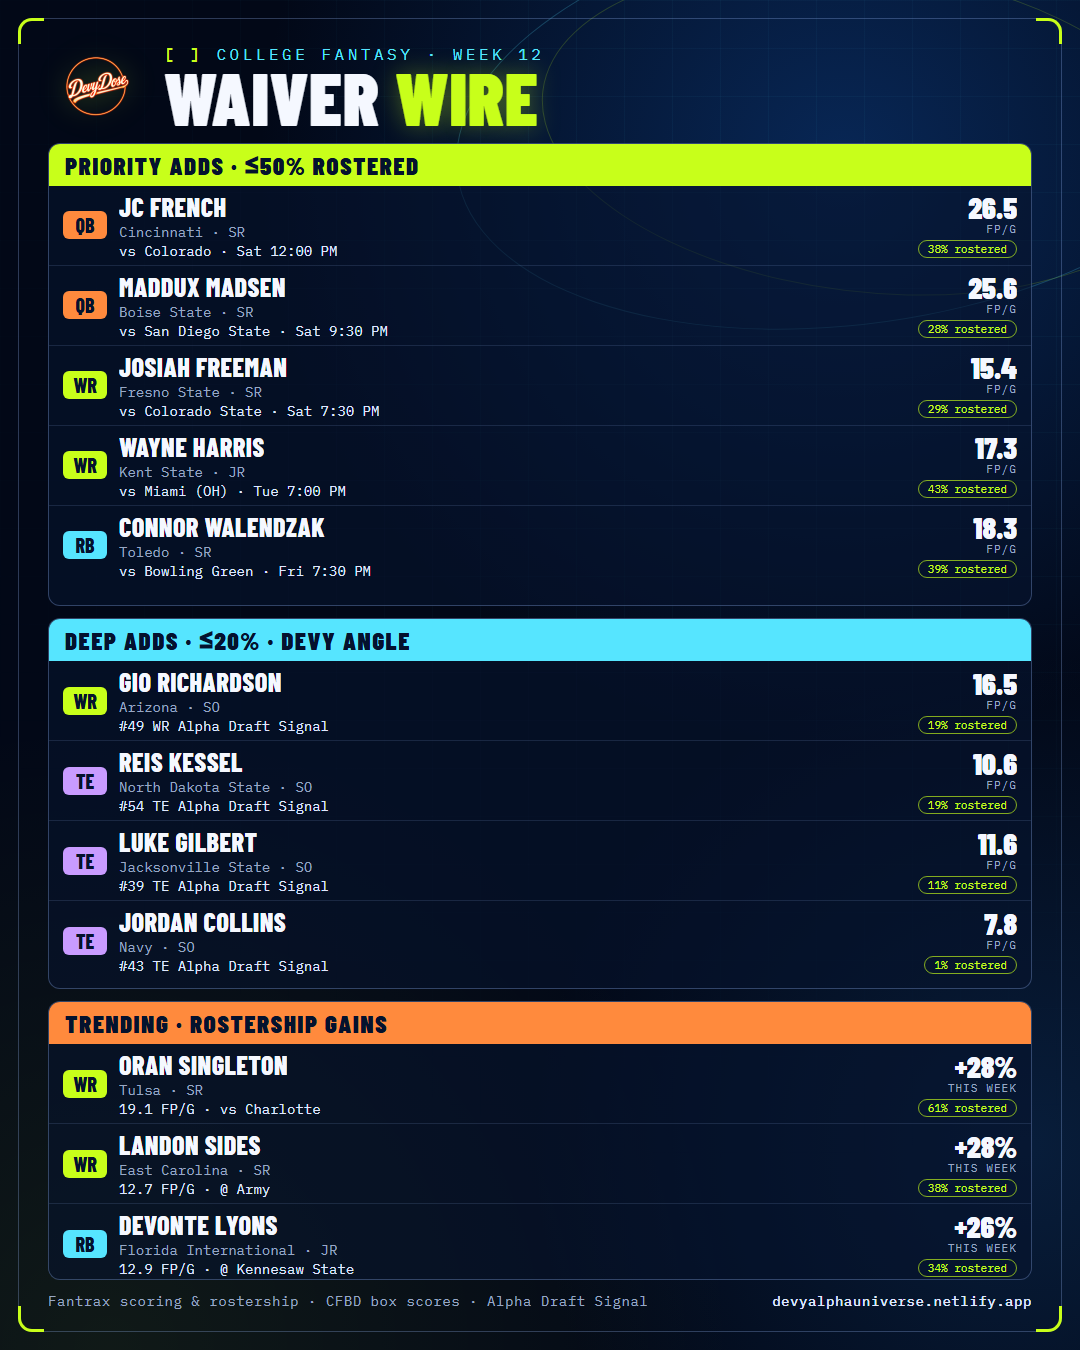 DevyDose
[ ] COLLEGE FANTASY · WEEK 12
WAIVER WIRE
PRIORITY ADDS · ≤50% ROSTERED
QB
JC FRENCH
Cincinnati · SR
vs Colorado · Sat 12:00 PM
26.5
FP/G
38% rostered
QB
MADDUX MADSEN
Boise State · SR
vs San Diego State · Sat 9:30 PM
25.6
FP/G
28% rostered
WR
JOSIAH FREEMAN
Fresno State · SR
vs Colorado State · Sat 7:30 PM
15.4
FP/G
29% rostered
WR
WAYNE HARRIS
Kent State · JR
vs Miami (OH) · Tue 7:00 PM
17.3
FP/G
43% rostered
RB
CONNOR WALENDZAK
Toledo · SR
vs Bowling Green · Fri 7:30 PM
18.3
FP/G
39% rostered
DEEP ADDS · ≤20% · DEVY ANGLE
WR
GIO RICHARDSON
Arizona · SO
#49 WR Alpha Draft Signal
16.5
FP/G
19% rostered
TE
REIS KESSEL
North Dakota State · SO
#54 TE Alpha Draft Signal
10.6
FP/G
19% rostered
TE
LUKE GILBERT
Jacksonville State · SO
#39 TE Alpha Draft Signal
11.6
FP/G
11% rostered
TE
JORDAN COLLINS
Navy · SO
#43 TE Alpha Draft Signal
7.8
FP/G
1% rostered
TRENDING · ROSTERSHIP GAINS
WR
ORAN SINGLETON
Tulsa · SR
19.1 FP/G · vs Charlotte
+28%
THIS WEEK
61% rostered
WR
LANDON SIDES
East Carolina · SR
12.7 FP/G · @ Army
+28%
THIS WEEK
38% rostered
RB
DEVONTE LYONS
Florida International · JR
12.9 FP/G · @ Kennesaw State
+26%
THIS WEEK
34% rostered
Fantrax scoring & rostership · CFBD box scores · Alpha Draft Signal
devyalphauniverse.netlify.app